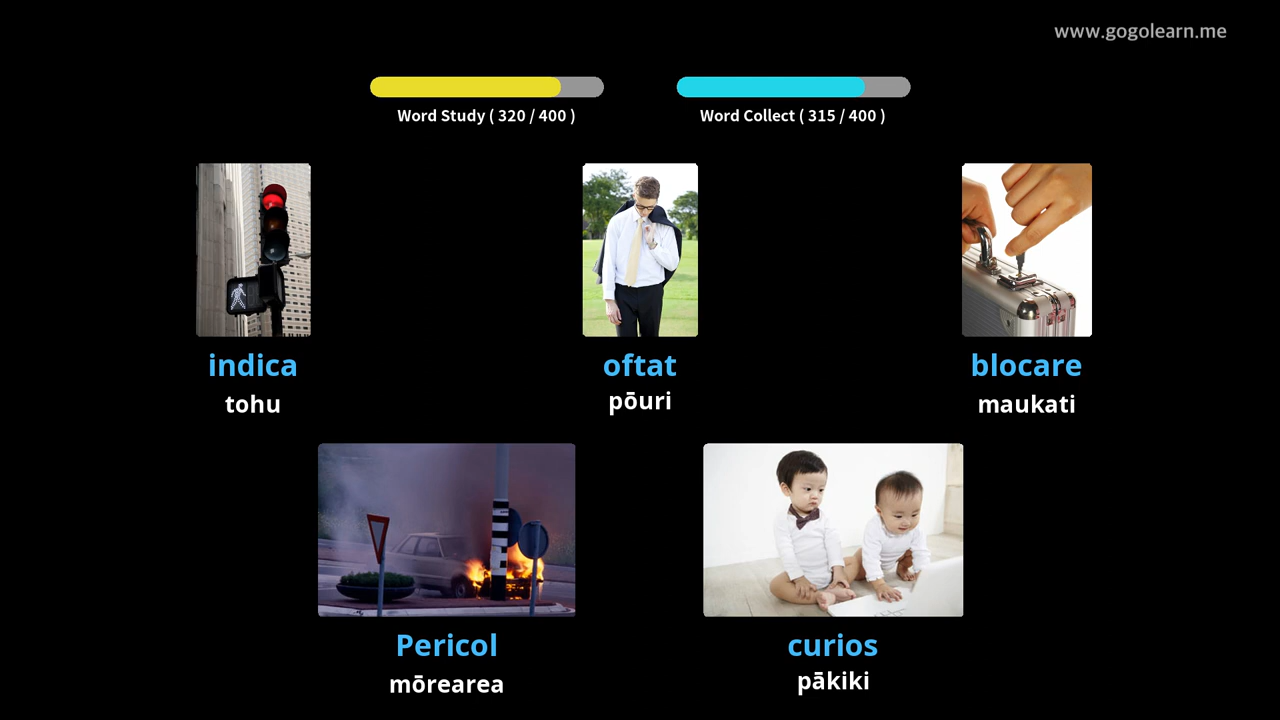 www.gogolearn.me
Word Study ( 320 / 400 )
Word Collect ( 315 / 400 )
indica
tohu
oftat
pōuri
blocare
maukati
Pericol
mōrearea
curios
pākiki